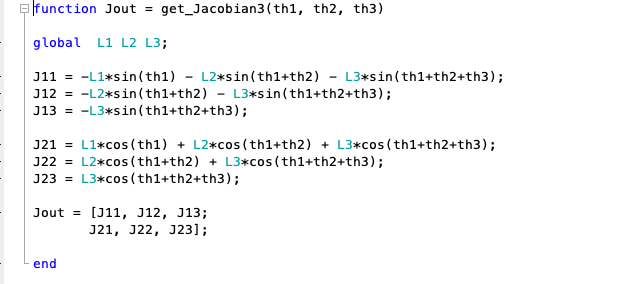 function Jout = get_Jacobian3(th1, th2, th3)
global  L1 L2 L3;
J11 = -L1*sin(th1) - L2*sin(th1+th2) - L3*sin(th1+th2+th3);
J12 = -L2*sin(th1+th2) - L3*sin(th1+th2+th3);
J13 = -L3*sin(th1+th2+th3);
J21 = L1*cos(th1) + L2*cos(th1+th2) + L3*cos(th1+th2+th3);
J22 = L2*cos(th1+th2) + L3*cos(th1+th2+th3);
J23 = L3*cos(th1+th2+th3);
Jout = [J11, J12, J13;
       J21, J22, J23];
end